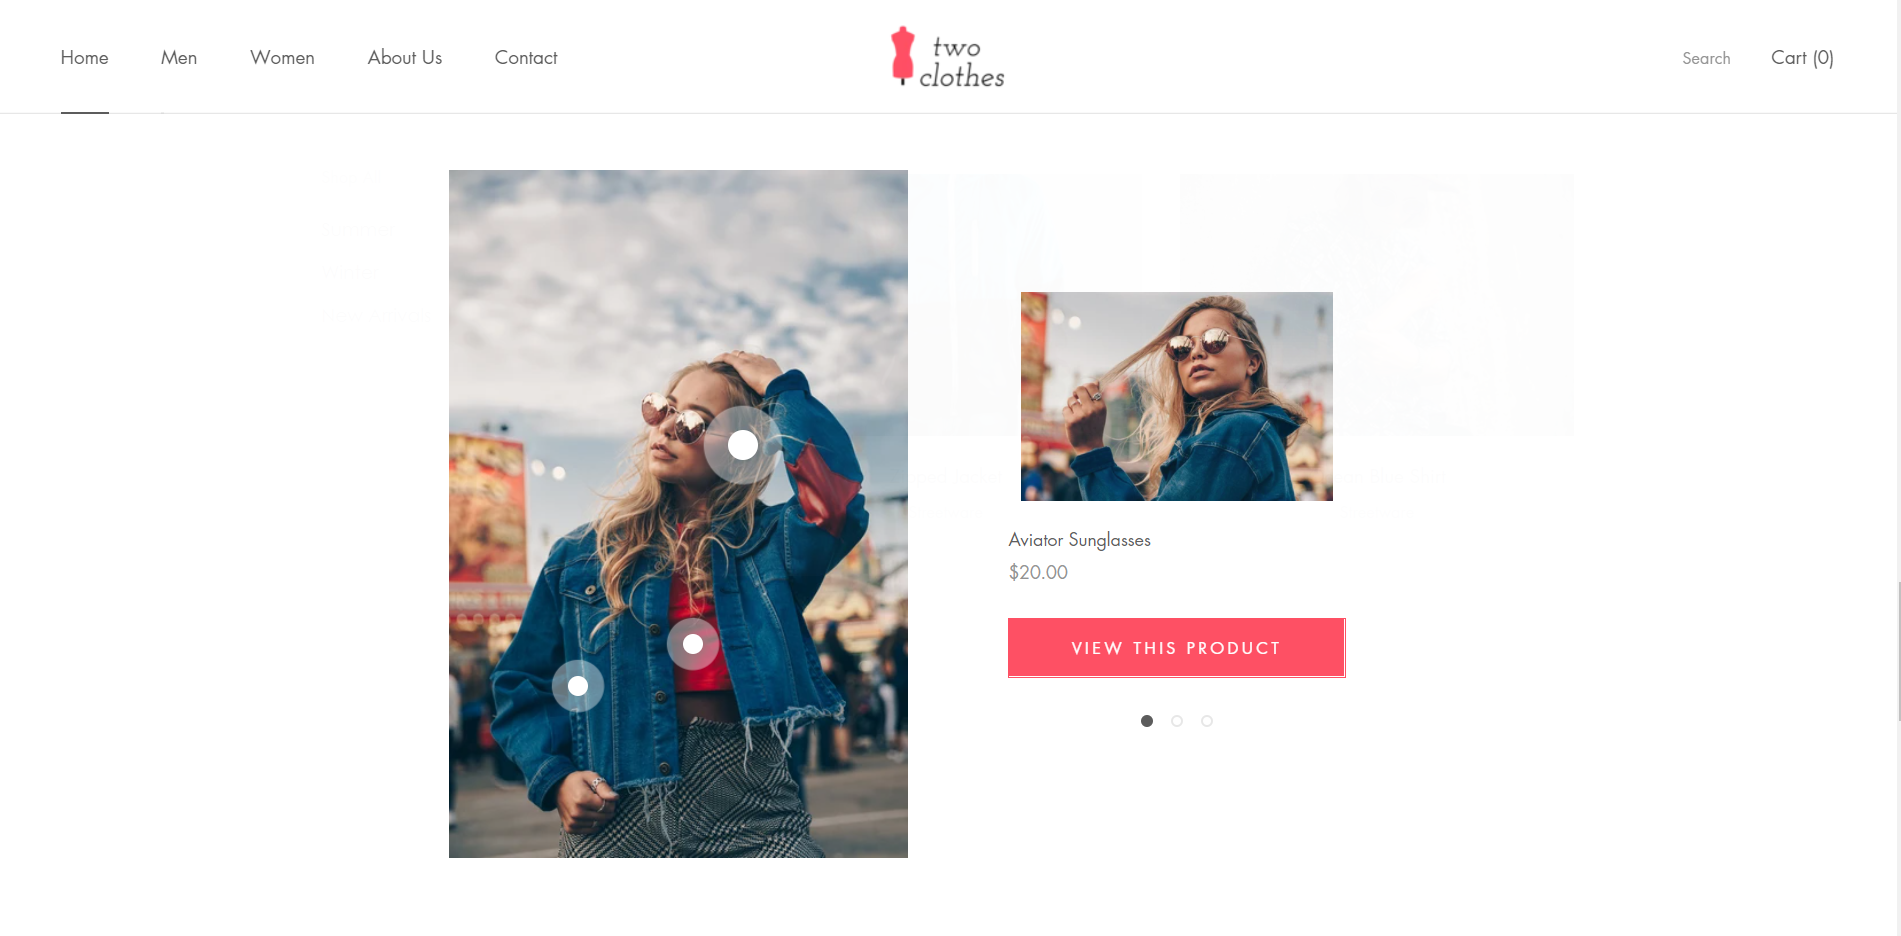 Home
Men
Women
About Us
Contact
two
clothes
Search
Cart (0)
Aviator Sunglasses
$20.00
VIEW THIS PRODUCT